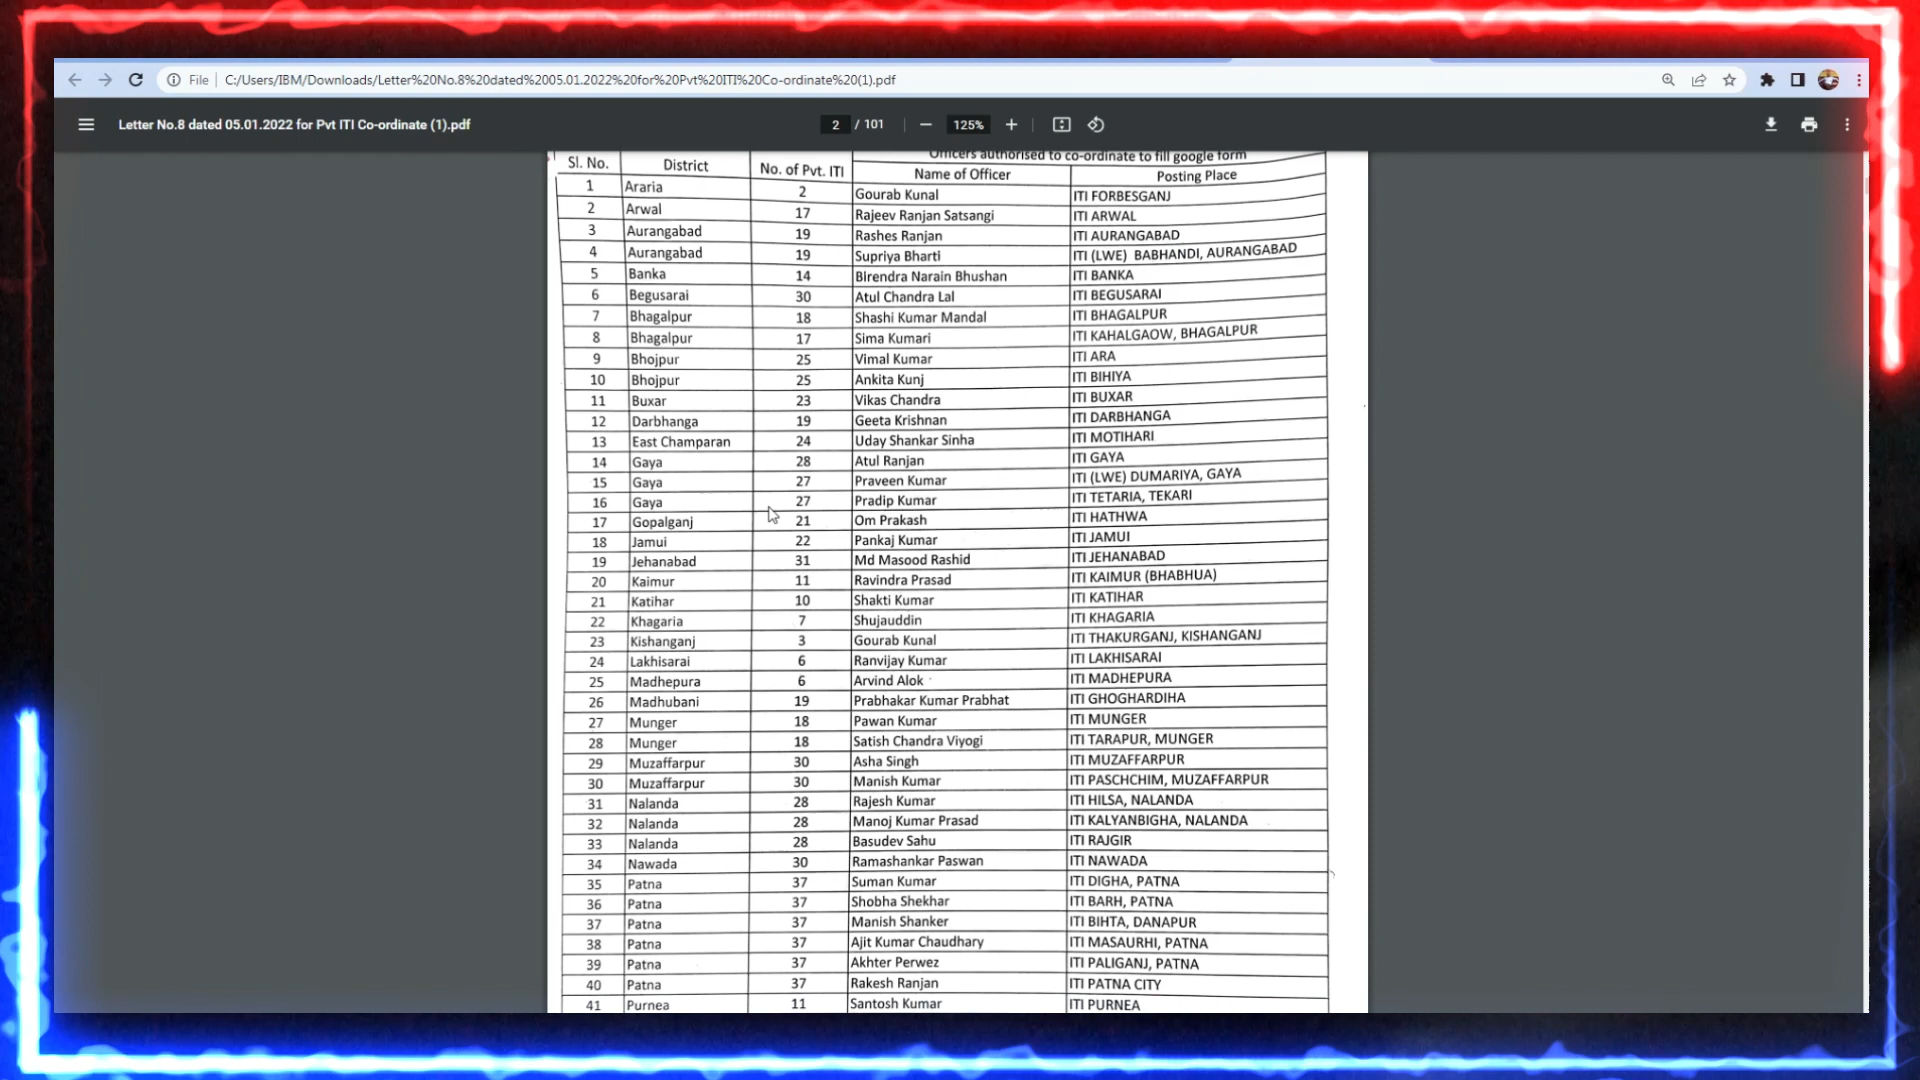 File C:/Users/IBM/Downloads/Letter%20No.8%20dated%2005.01.2022%20for%20Pvt%20ITI%20Co-ordinate%20(1).pdf
Letter No.8 dated 05.01.2022 for Pvt ITI Co-ordinate (1).pdf 2 / 101 125%
Officers authorised to co-ordinate to fill google form
Sl. No. District No. of Pvt. ITI Name of Officer Posting Place
1 Araria 2 Gourab Kunal ITI FORBESGANJ
2 Arwal 17 Rajeev Ranjan Satsangi ITI ARWAL
3 Aurangabad 19 Rashes Ranjan ITI AURANGABAD
4 Aurangabad 19 Supriya Bharti ITI (LWE) BABHANDI, AURANGABAD
5 Banka 14 Birendra Narain Bhushan ITI BANKA
6 Begusarai 30 Atul Chandra Lal ITI BEGUSARAI
7 Bhagalpur 18 Shashi Kumar Mandal ITI BHAGALPUR
8 Bhagalpur 17 Sima Kumari ITI KAHALGAOW, BHAGALPUR
9 Bhojpur 25 Vimal Kumar ITI ARA
10 Bhojpur 25 Ankita Kunj ITI BIHIYA
11 Buxar 23 Vikas Chandra ITI BUXAR
12 Darbhanga 19 Geeta Krishnan ITI DARBHANGA
13 East Champaran 24 Uday Shankar Sinha ITI MOTIHARI
14 Gaya 28 Atul Ranjan ITI GAYA
15 Gaya 27 Praveen Kumar ITI (LWE) DUMARIYA, GAYA
16 Gaya 27 Pradip Kumar ITI TETARIA, TEKARI
17 Gopalganj 21 Om Prakash ITI HATHWA
18 Jamui 22 Pankaj Kumar ITI JAMUI
19 Jehanabad 31 Md Masood Rashid ITI JEHANABAD
20 Kaimur 11 Ravindra Prasad ITI KAIMUR (BHABHUA)
21 Katihar 10 Shakti Kumar ITI KATIHAR
22 Khagaria 7 Shujauddin ITI KHAGARIA
23 Kishanganj 3 Gourab Kunal ITI THAKURGANJ, KISHANGANJ
24 Lakhisarai 6 Ranvijay Kumar ITI LAKHISARAI
25 Madhepura 6 Arvind Alok ITI MADHEPURA
26 Madhubani 19 Prabhakar Kumar Prabhat ITI GHOGHARDIHA
27 Munger 18 Pawan Kumar ITI MUNGER
28 Munger 18 Satish Chandra Viyogi ITI TARAPUR, MUNGER
29 Muzaffarpur 30 Asha Singh ITI MUZAFFARPUR
30 Muzaffarpur 30 Manish Kumar ITI PASCHCHIM, MUZAFFARPUR
31 Nalanda 28 Rajesh Kumar ITI HILSA, NALANDA
32 Nalanda 28 Manoj Kumar Prasad ITI KALYANBIGHA, NALANDA
33 Nalanda 28 Basudev Sahu ITI RAJGIR
34 Nawada 30 Ramashankar Paswan ITI NAWADA
35 Patna 37 Suman Kumar ITI DIGHA, PATNA
36 Patna 37 Shobha Shekhar ITI BARH, PATNA
37 Patna 37 Manish Shanker ITI BIHTA, DANAPUR
38 Patna 37 Ajit Kumar Chaudhary ITI MASAURHI, PATNA
39 Patna 37 Akhter Perwez ITI PALIGANJ, PATNA
40 Patna 37 Rakesh Ranjan ITI PATNA CITY
41 Purnea 11 Santosh Kumar ITI PURNEA